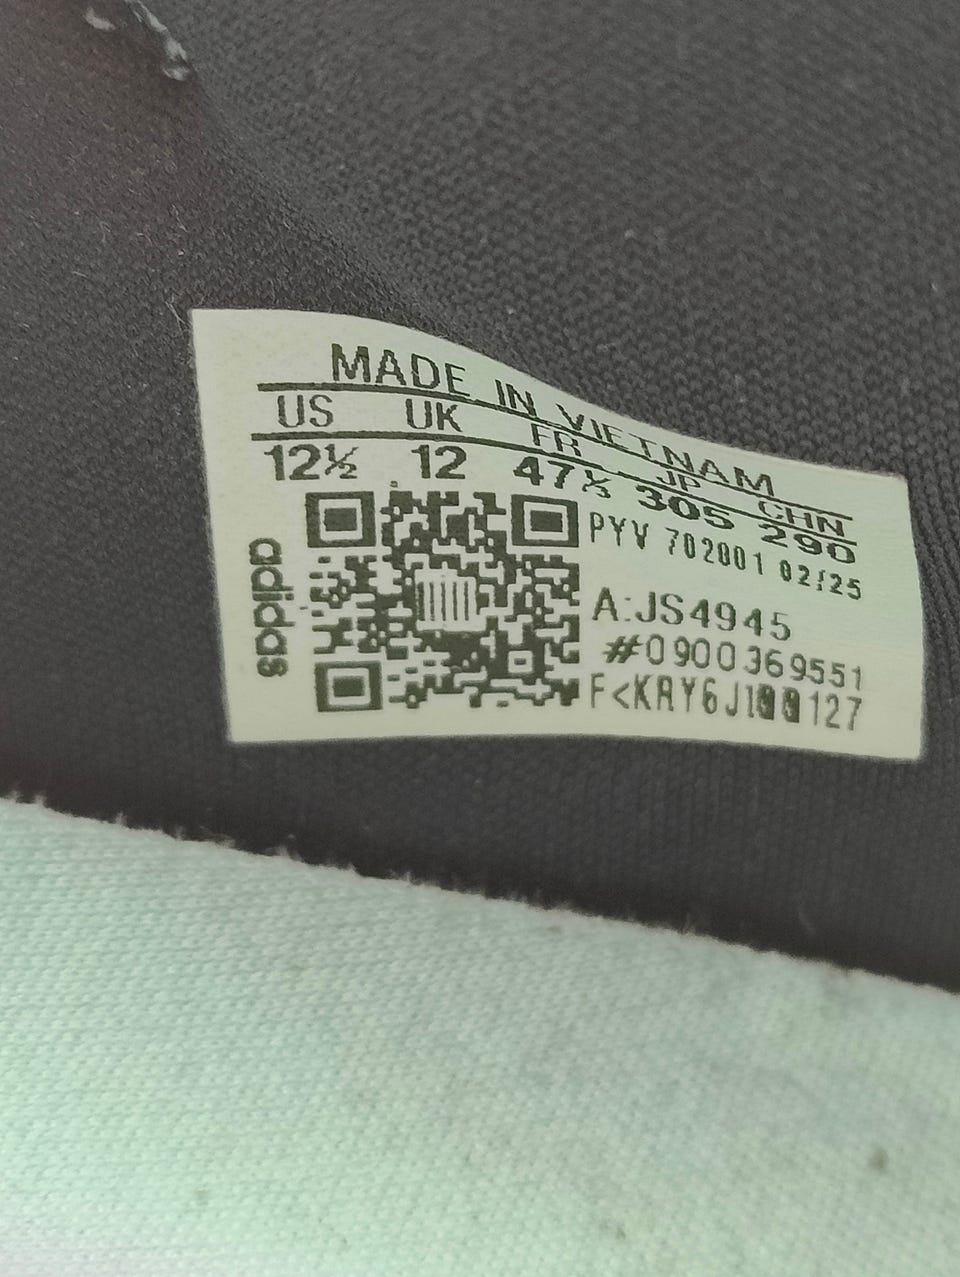 MADE IN VIETNAM
US UK FR JP CHN
12½ 12 47⅓ 305 290
PYV 702001 02/25
A:JS4945
#0900369551
F<KRY6J100127
adidas